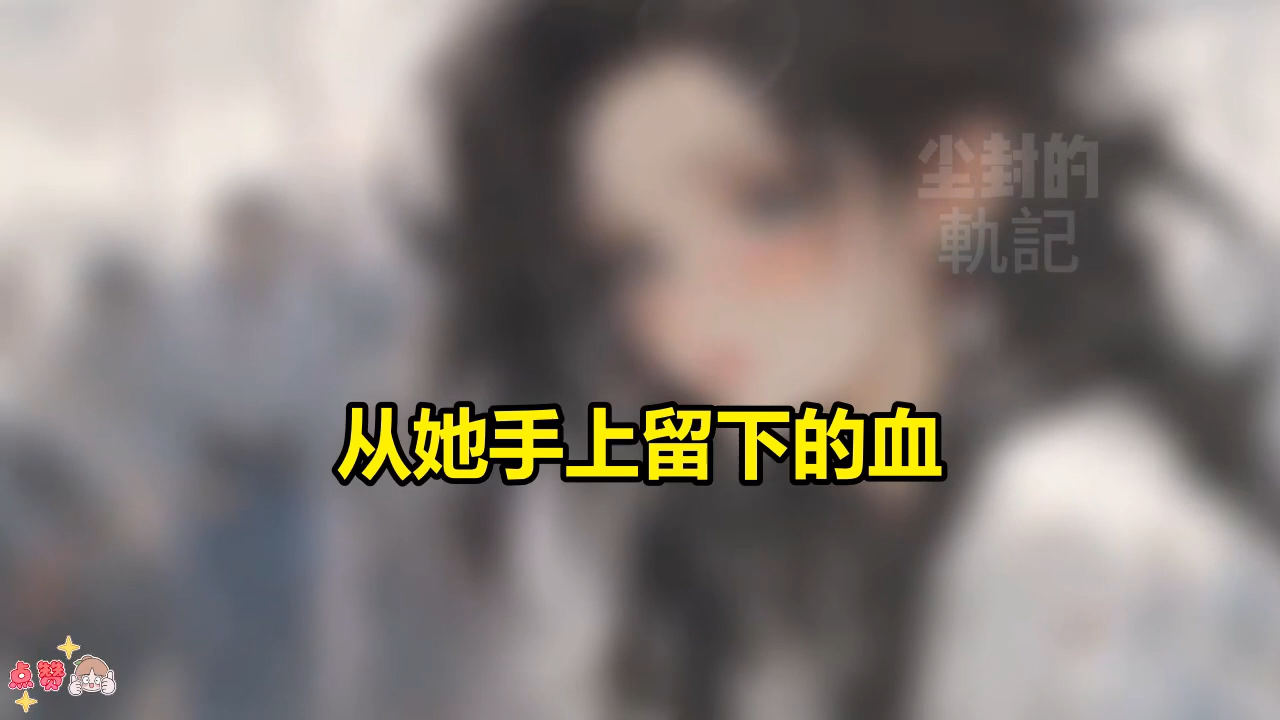 尘封的
軌記
从她手上留下的血
点赞